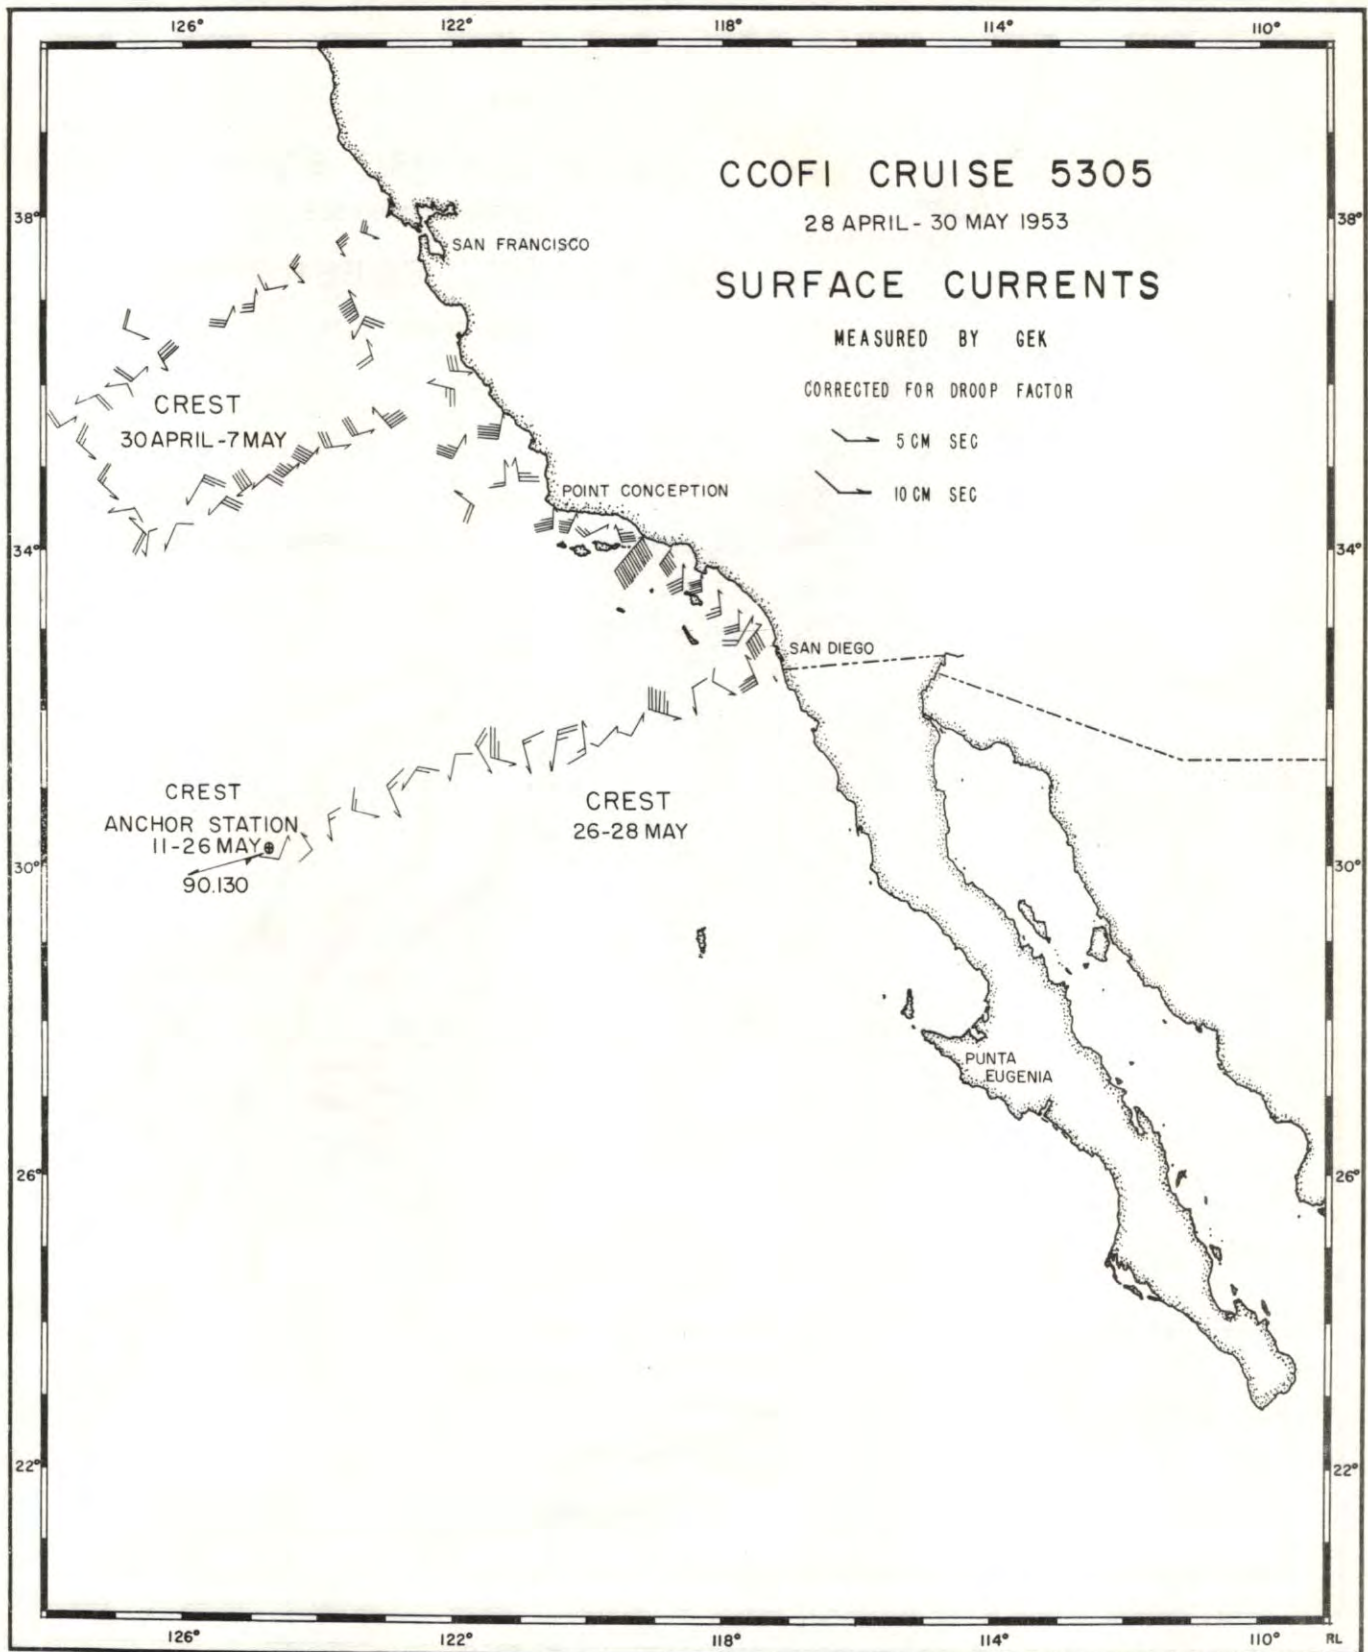 126° 122° 118° 114° 110°
CCOFI CRUISE 5305
28 APRIL - 30 MAY 1953
38° 38°
SAN FRANCISCO
SURFACE CURRENTS
MEASURED BY GEK
CORRECTED FOR DROOP FACTOR
CREST
30 APRIL - 7 MAY
5 CM SEC
10 CM SEC
POINT CONCEPTION
34° 34°
SAN DIEGO
CREST
ANCHOR STATION
11-26 MAY
CREST
26-28 MAY
30° 30°
90.130
PUNTA
EUGENIA
26° 26°
22° 22°
126° 122° 118° 114° 110° RL